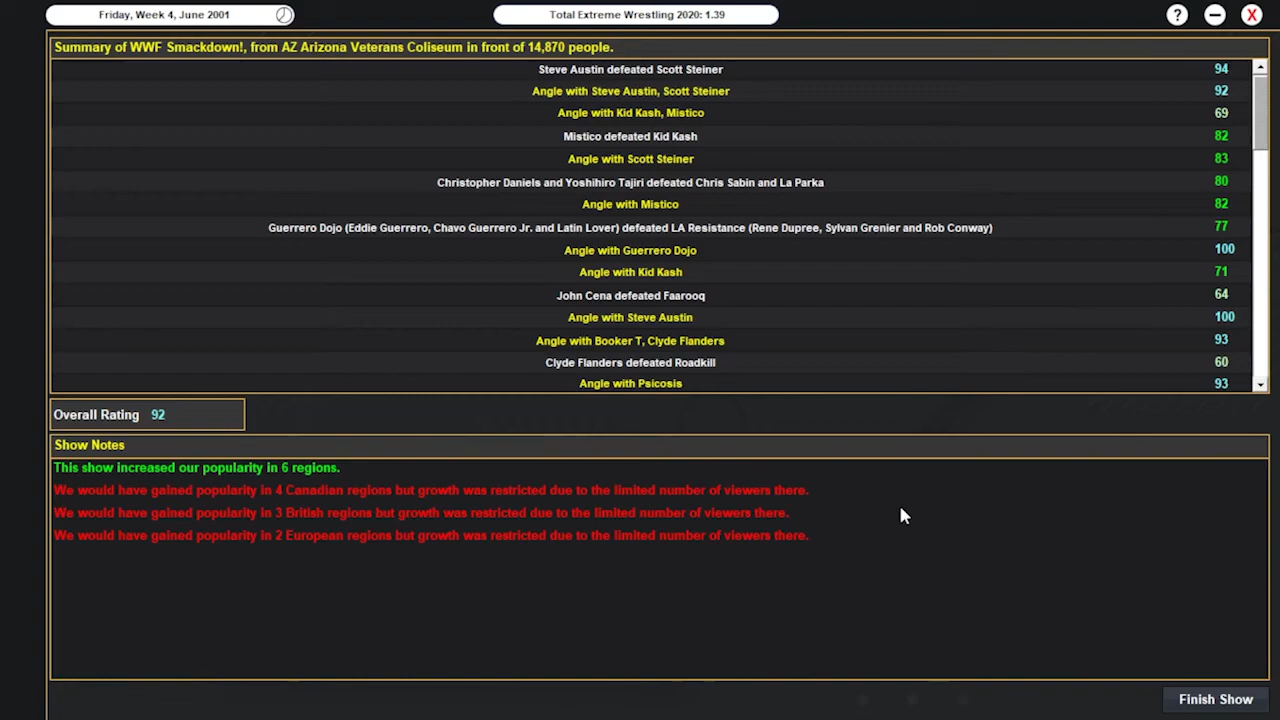 Friday, Week 4, June 2001
Total Extreme Wrestling 2020: 1.39
?
X
Summary of WWF Smackdown!, from AZ Arizona Veterans Coliseum in front of 14,870 people.
Steve Austin defeated Scott Steiner 94
Angle with Steve Austin, Scott Steiner 92
Angle with Kid Kash, Mistico 69
Mistico defeated Kid Kash 82
Angle with Scott Steiner 83
Christopher Daniels and Yoshihiro Tajiri defeated Chris Sabin and La Parka 80
Angle with Mistico 82
Guerrero Dojo (Eddie Guerrero, Chavo Guerrero Jr. and Latin Lover) defeated LA Resistance (Rene Dupree, Sylvan Grenier and Rob Conway) 77
Angle with Guerrero Dojo 100
Angle with Kid Kash 71
John Cena defeated Faarooq 64
Angle with Steve Austin 100
Angle with Booker T, Clyde Flanders 93
Clyde Flanders defeated Roadkill 60
Angle with Psicosis 93
Overall Rating 92
Show Notes
This show increased our popularity in 6 regions.
We would have gained popularity in 4 Canadian regions but growth was restricted due to the limited number of viewers there.
We would have gained popularity in 3 British regions but growth was restricted due to the limited number of viewers there.
We would have gained popularity in 2 European regions but growth was restricted due to the limited number of viewers there.
Finish Show